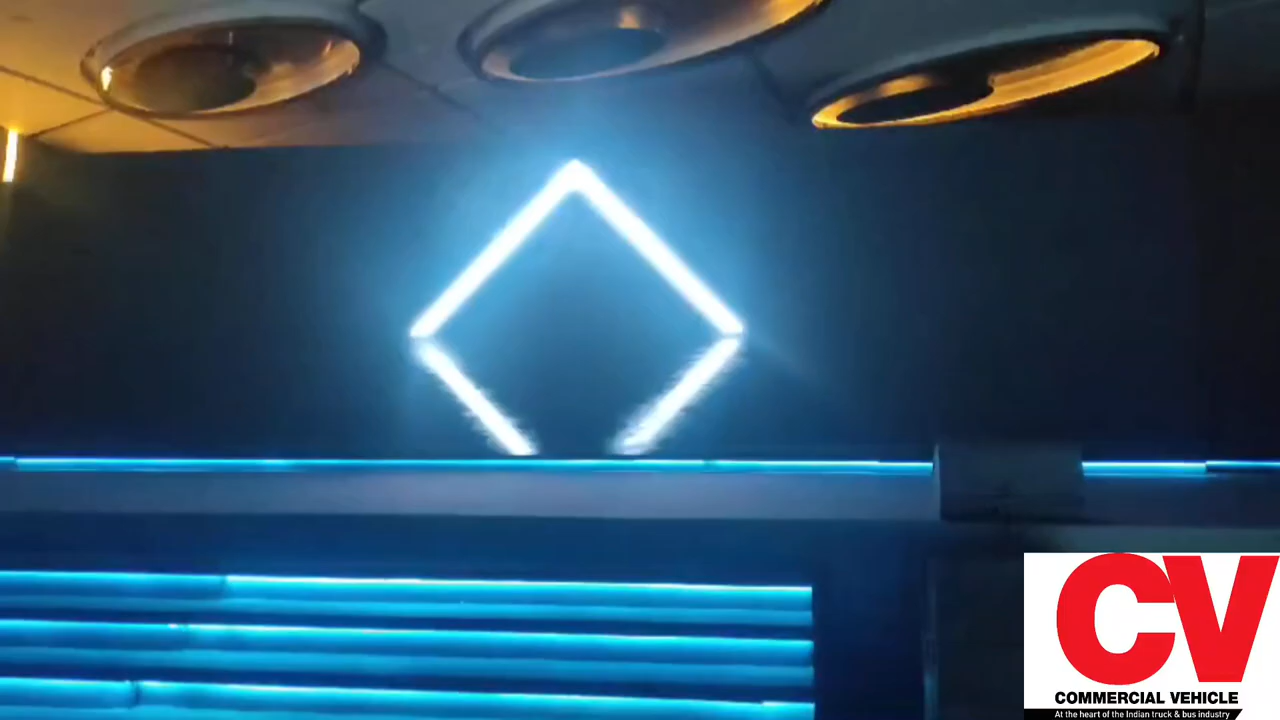 CV
COMMERCIAL VEHICLE
At the heart of the Indian truck & bus industry